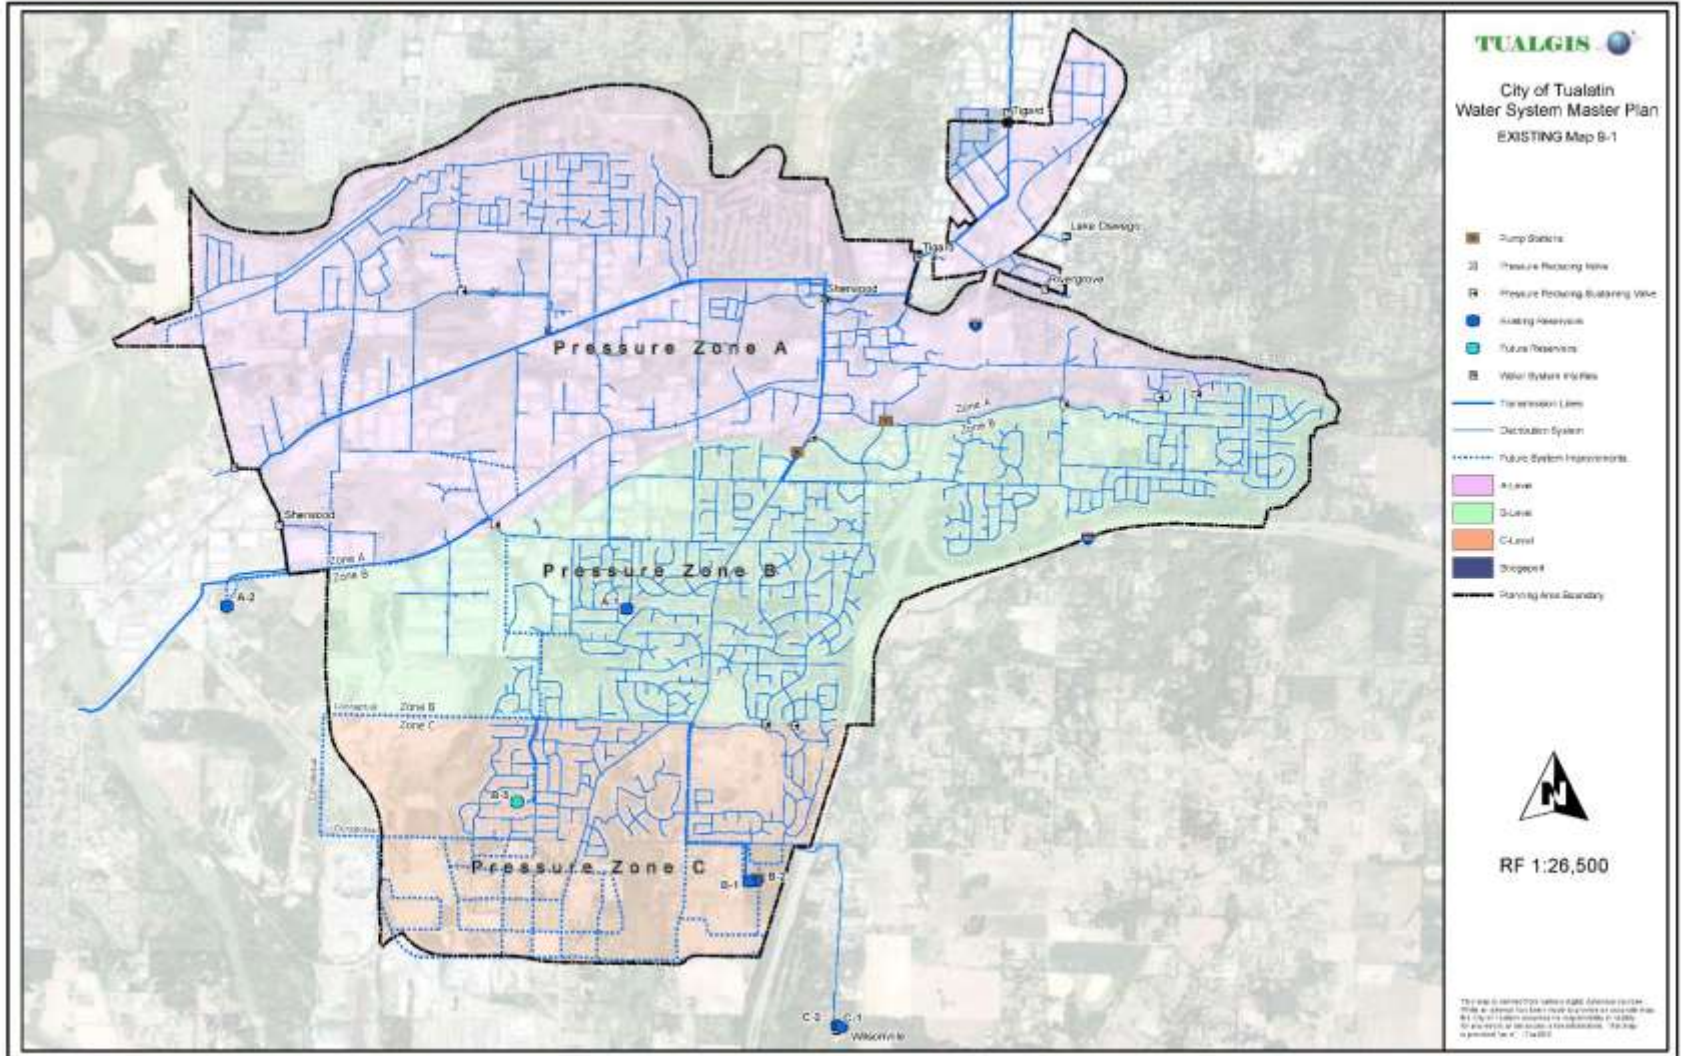 TUALGIS
City of Tualatin
Water System Master Plan
EXISTING Map 9-1
Pump Stations
Pressure Reducing Valve
Pressure Reducing/Sustaining Valve
Existing Reservoirs
Future Reservoirs
Water System Interties
Transmission Lines
Distribution System
Future System Improvements
A-Level
B-Level
C-Level
Bridgeport
Planning Area Boundary
N
RF 1:26,500
Tigard
Lake Oswego
Tigard
Rivergrove
Sherwood
Pressure Zone A
Zone A
Zone B
Sherwood
Zone A
Zone B
A-2
Pressure Zone B
A-1
Zone B
Zone C
B-3
Pressure Zone C
B-1
B-2
C-2
C-1
Wilsonville